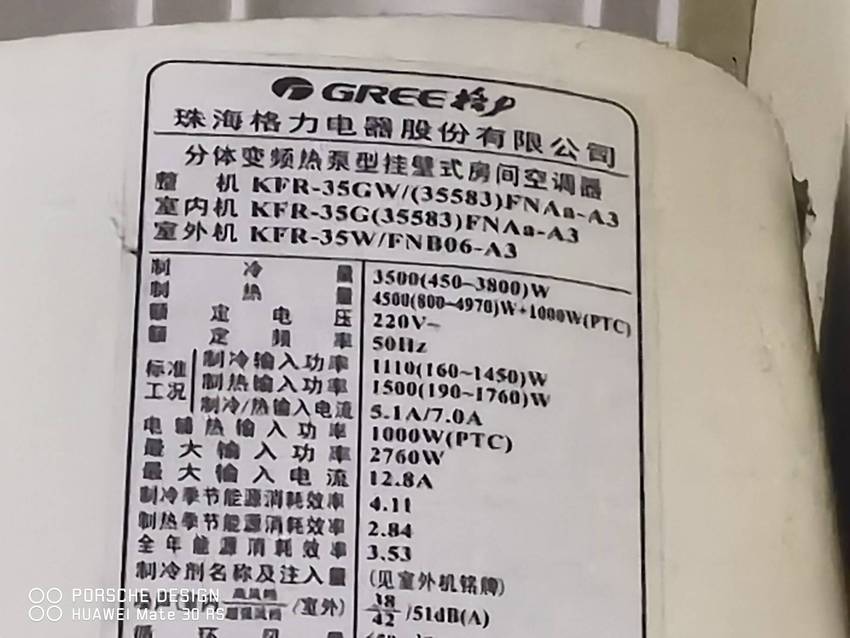 GREE 格力
珠海格力电器股份有限公司
分体变频热泵型挂壁式房间空调器
整 机 KFR-35GW/(35583)FNAa-A3
室内机 KFR-35G(35583)FNAa-A3
室外机 KFR-35W/FNB06-A3
制 冷 量 3500(450~3800)W
制 热 量 4500(800~4970)W+1000W(PTC)
额 定 电 压 220V~
额 定 频 率 50Hz
标准工况 制冷输入功率 1110(160~1450)W
制热输入功率 1500(190~1760)W
制冷/热输入电流 5.1A/7.0A
电辅热输入功率 1000W(PTC)
最大输入功率 2760W
最大输入电流 12.8A
制冷季节能源消耗效率 4.11
制热季节能源消耗效率 2.84
全年能源消耗效率 3.53
制冷剂名称及注入量 (见室外机铭牌)
/(室外) 38/42 /51dB(A)
循 环 风 量
PORSCHE DESIGN
HUAWEI Mate 30 RS